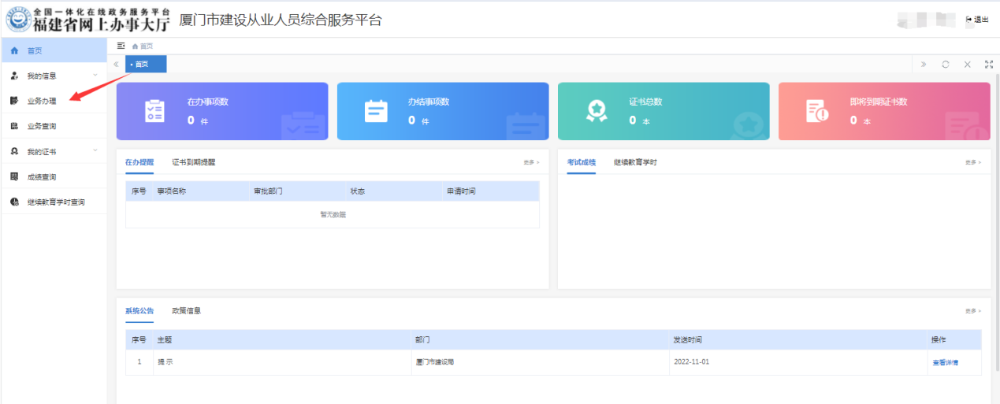 全国一体化在线政务服务平台
福建省网上办事大厅
厦门市建设从业人员综合服务平台
退出
首页
我的信息
业务办理
业务查询
我的证书
成绩查询
继续教育学时查询
首页
首页
在办事项数
0 件
办结事项数
0 件
证书总数
0 本
即将到期证书数
0 本
在办提醒 证书到期提醒 更多 >
序号 事项名称 审批部门 状态 申请时间
暂无数据
考试成绩 继续教育学时 更多 >
系统公告 政策信息 更多 >
序号 主题 部门 发送时间 操作
1 提示 厦门市建设局 2022-11-01 查看详情